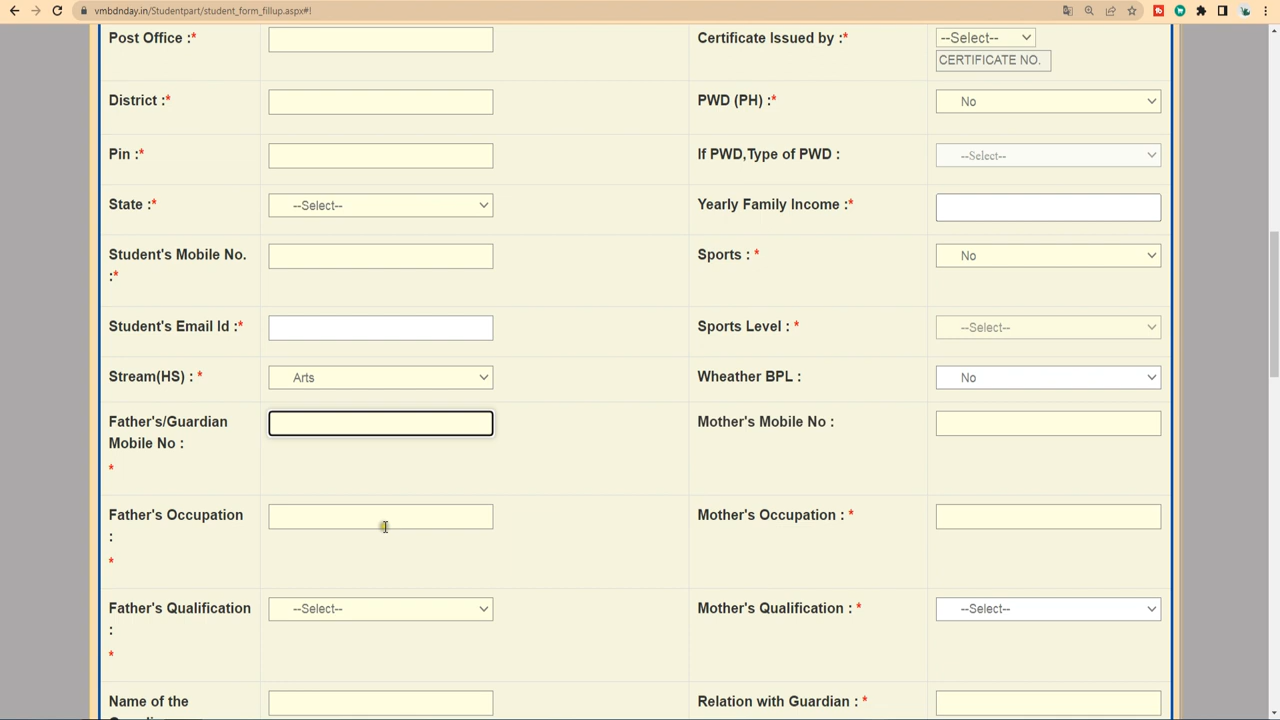 vmbdnday.in/Studentpart/student_form_fillup.aspx#!
Post Office :*
Certificate Issued by :*
--Select--
CERTIFICATE NO.
District :*
PWD (PH) :*
No
Pin :*
If PWD,Type of PWD :
--Select--
State :*
--Select--
Yearly Family Income :*
Student's Mobile No.
:*
Sports : *
No
Student's Email Id :*
Sports Level : *
--Select--
Stream(HS) : *
Arts
Wheather BPL :
No
Father's/Guardian
Mobile No :
*
Mother's Mobile No :
Father's Occupation
:
*
Mother's Occupation : *
Father's Qualification
:
*
--Select--
Mother's Qualification : *
--Select--
Name of the
Relation with Guardian : *